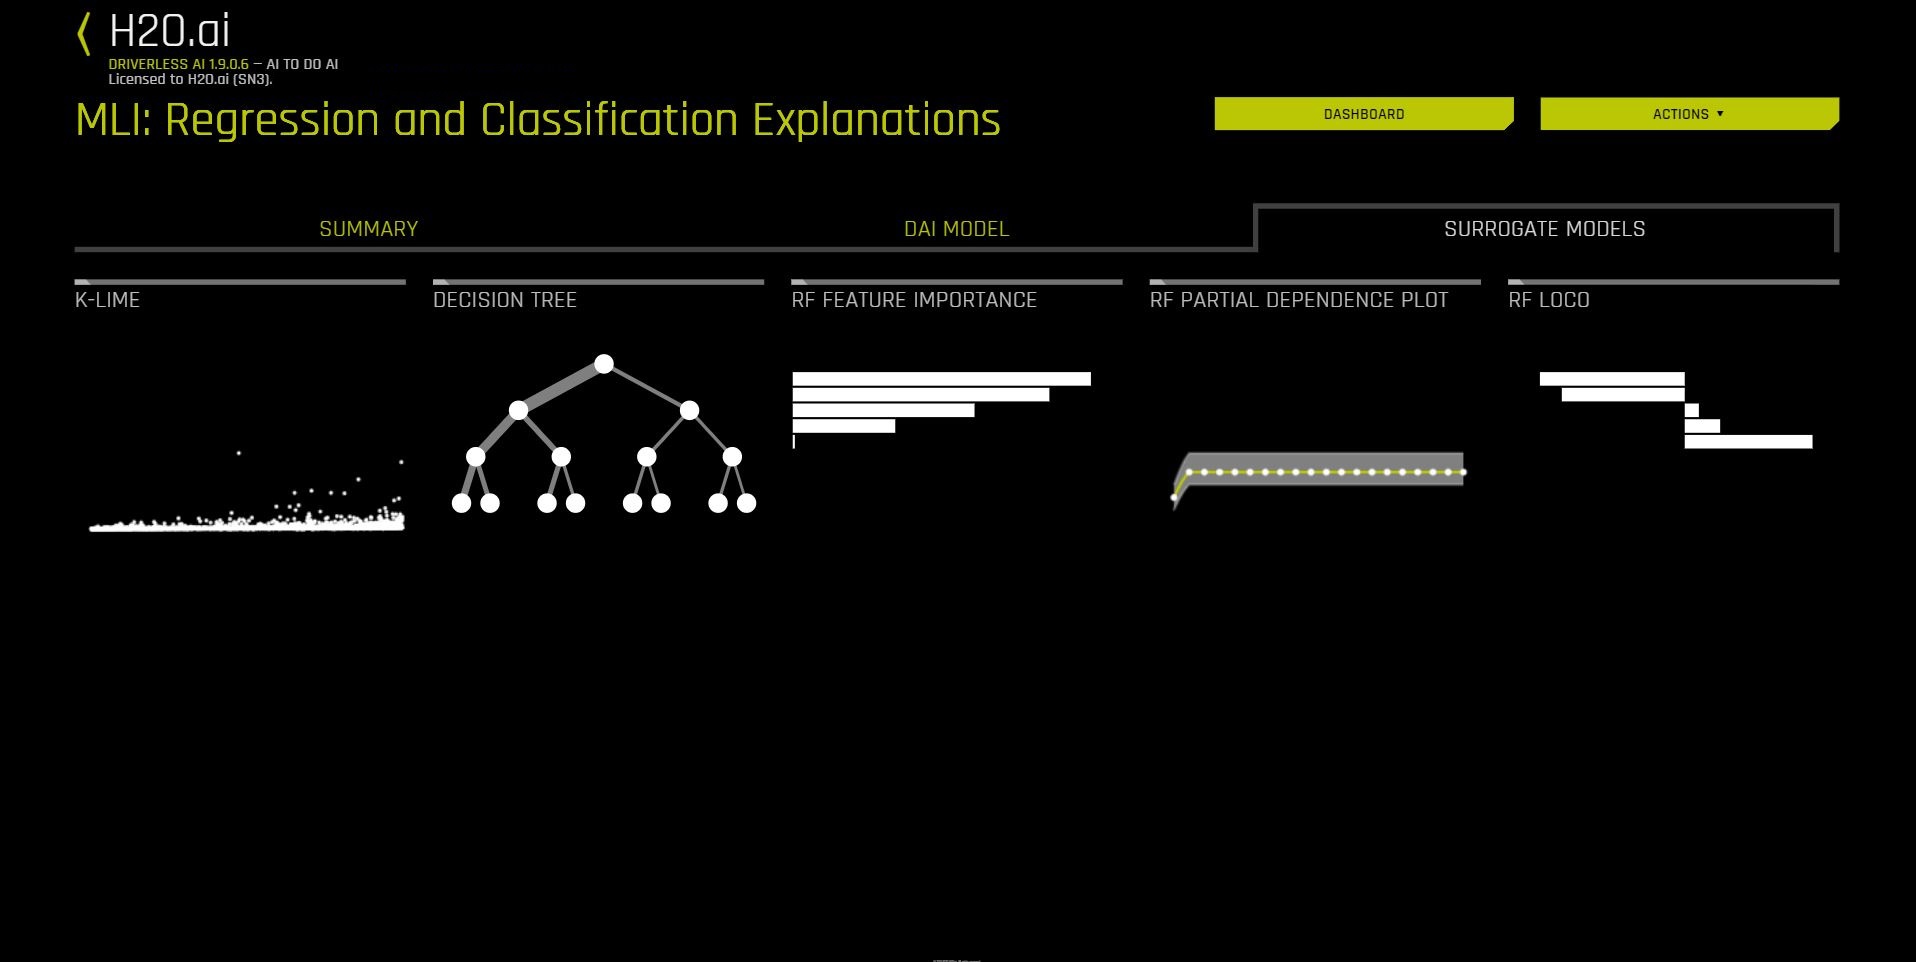 H2O.ai
DRIVERLESS AI 1.9.0.6 – AI TO DO AI
Licensed to H2O.ai (SN3).
MLI: Regression and Classification Explanations
DASHBOARD
ACTIONS ▼
SUMMARY
DAI MODEL
SURROGATE MODELS
K-LIME
DECISION TREE
RF FEATURE IMPORTANCE
RF PARTIAL DEPENDENCE PLOT
RF LOCO